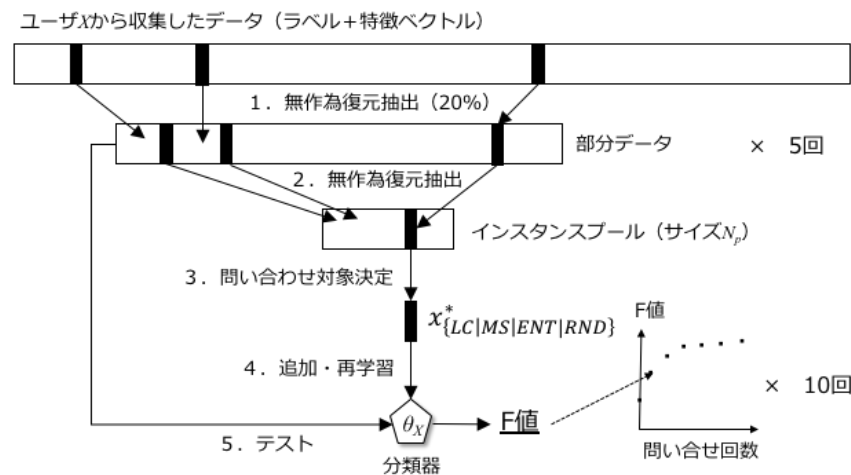 ユーザXから収集したデータ（ラベル＋特徴ベクトル）
1．無作為復元抽出（20%）
部分データ × 5回
2．無作為復元抽出
インスタンスプール（サイズN_p）
3．問い合わせ対象決定
x*_{LC|MS|ENT|RND}
F値
4．追加・再学習
× 10回
θ_X
F値
5．テスト
問い合せ回数
分類器